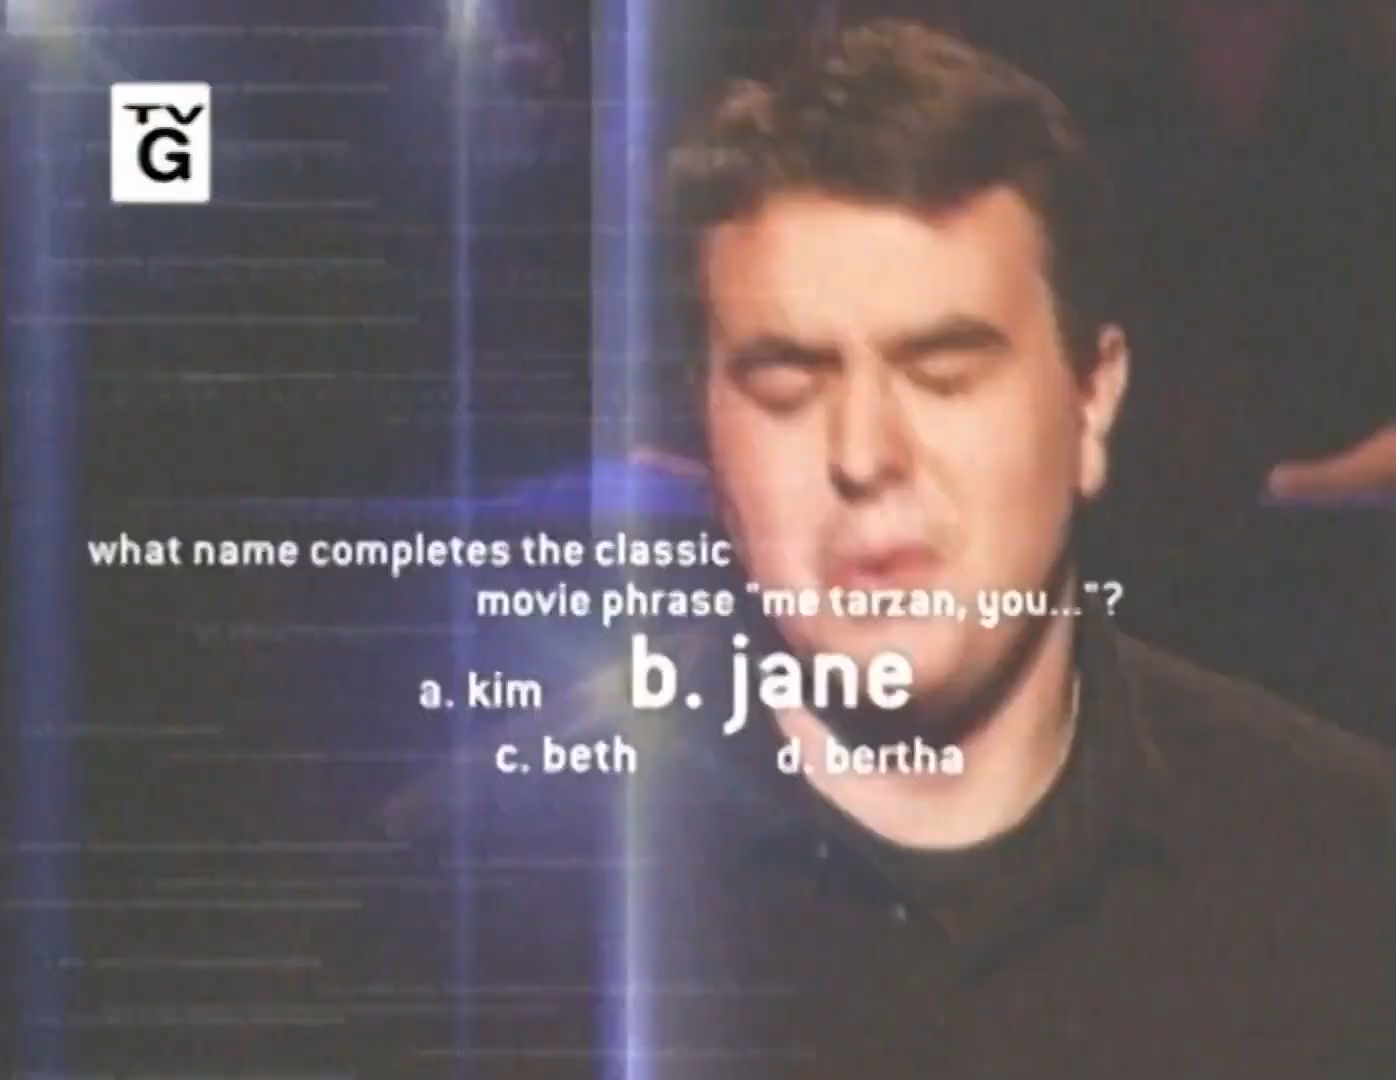 TV
G
what name completes the classic
movie phrase "me tarzan, you..."?
a. kim b. jane
c. beth d. bertha